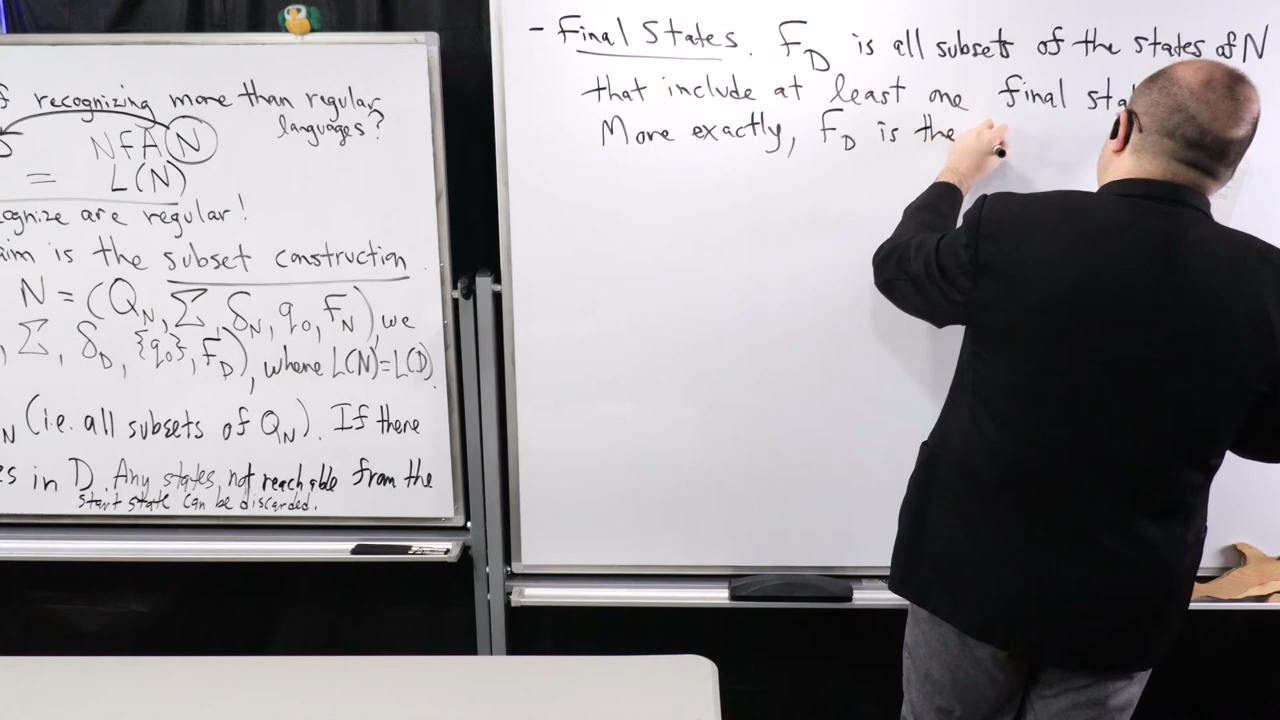 recognizing more than regular
languages?
NFA N
= L(N)
ognize are regular!
aim is the subset construction.
N = (Q_N, Σ, δ_N, q_0, F_N), we
, Σ, δ_D, {q_0}, F_D), where L(N)=L(D).
N (i.e. all subsets of Q_N). If there
es in D. Any states not reachable from the
start state can be discarded.
- Final States. F_D is all subsets of the states of N
that include at least one final sta
More exactly, F_D is the